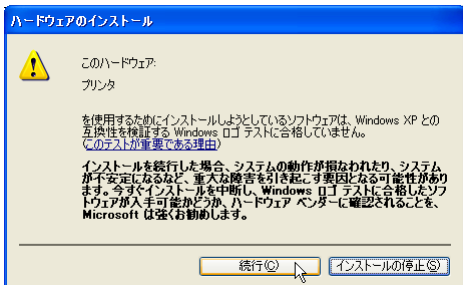 ハードウェアのインストール
このハードウェア:
プリンタ
を使用するためにインストールしようとしているソフトウェアは、Windows XP との
互換性を検証する Windows ロゴ テストに合格していません。
(このテストが重要である理由)
インストールを続行した場合、システムの動作が損なわれたり、システム
が不安定になるなど、重大な障害を引き起こす要因となる可能性があり
ます。今すぐインストールを中断し、Windows ロゴ テストに合格したソフ
トウェアが入手可能かどうか、ハードウェア ベンダーに確認されることを、
Microsoft は強くお勧めします。
続行(C) インストールの停止(S)